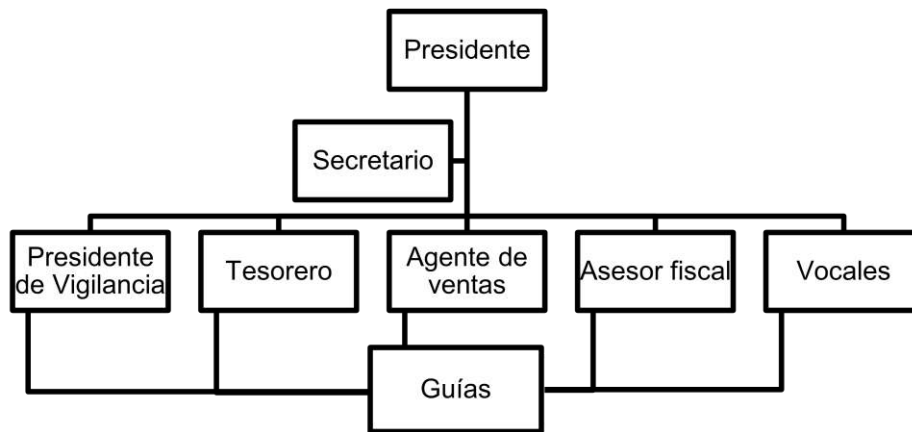 Presidente
Secretario
Presidente
de Vigilancia
Tesorero
Agente de
ventas
Asesor fiscal
Vocales
Guías